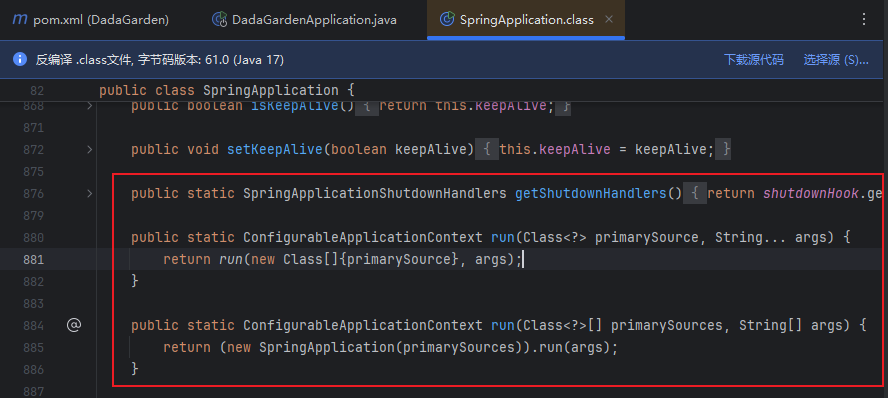 pom.xml (DadaGarden)
DadaGardenApplication.java
SpringApplication.class
反编译 .class文件, 字节码版本: 61.0 (Java 17)
下载源代码
选择源 (S)...
82 public class SpringApplication {
868 public boolean isKeepAlive() { return this.keepAlive; }
871
872 public void setKeepAlive(boolean keepAlive) { this.keepAlive = keepAlive; }
875
876 public static SpringApplicationShutdownHandlers getShutdownHandlers() { return shutdownHook.ge
879
880 public static ConfigurableApplicationContext run(Class<?> primarySource, String... args) {
881 return run(new Class[]{primarySource}, args);
882 }
883
884 @ public static ConfigurableApplicationContext run(Class<?>[] primarySources, String[] args) {
885 return (new SpringApplication(primarySources)).run(args);
886 }
887